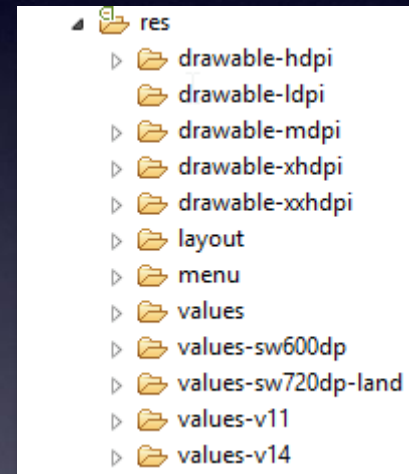 res
drawable-hdpi
drawable-ldpi
drawable-mdpi
drawable-xhdpi
drawable-xxhdpi
layout
menu
values
values-sw600dp
values-sw720dp-land
values-v11
values-v14